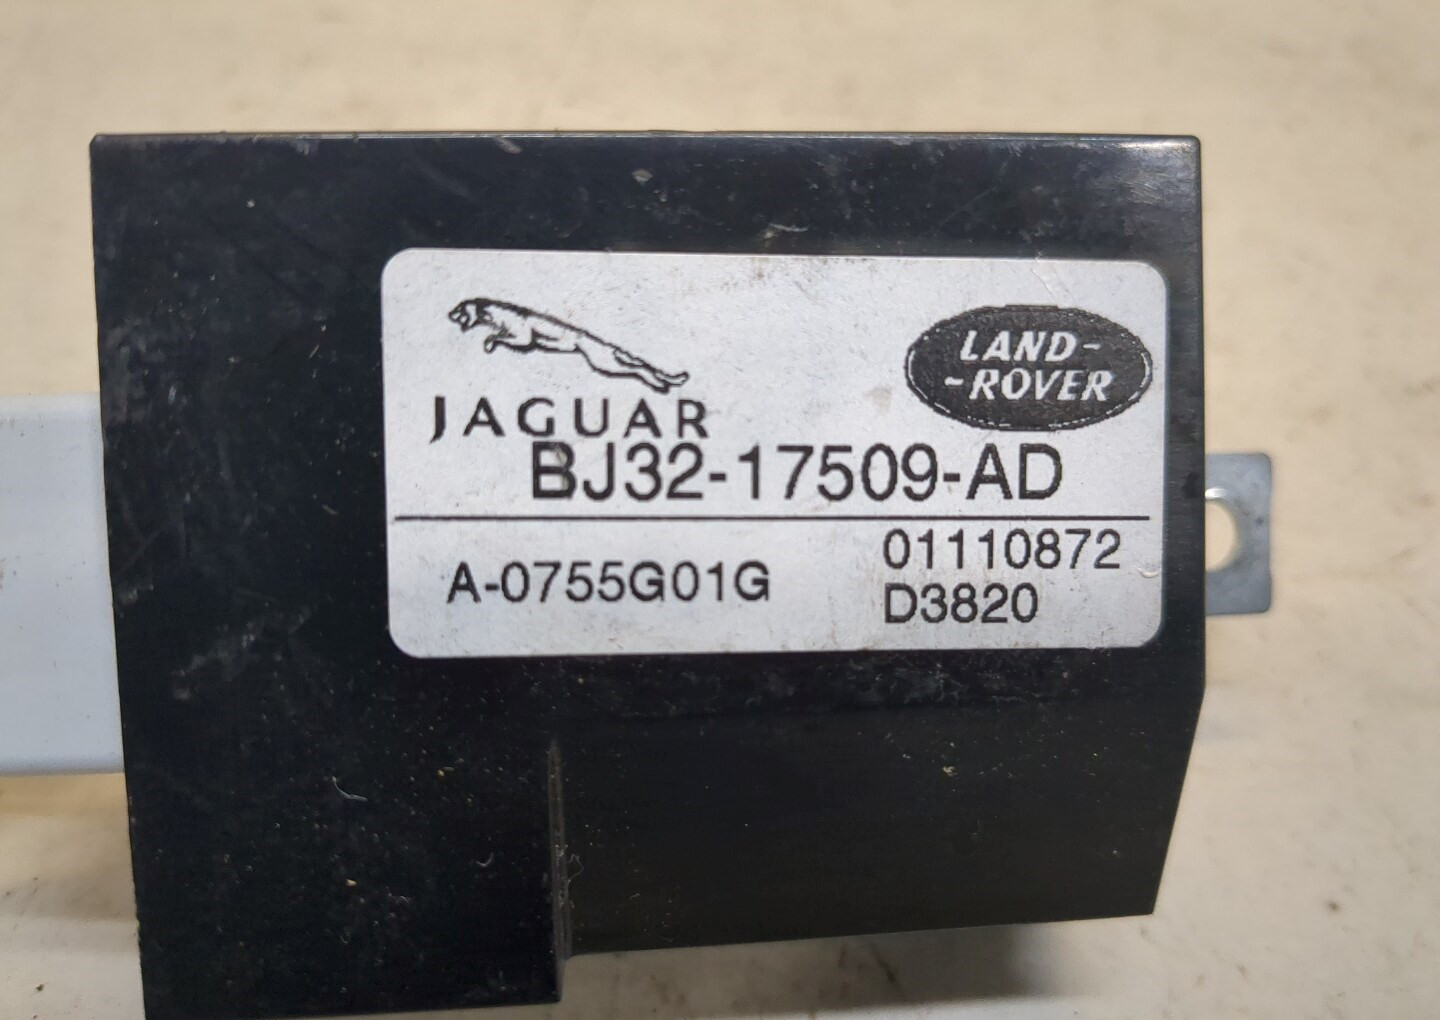 JAGUAR
LAND-
-ROVER
BJ32-17509-AD
A-0755G01G
01110872
D3820